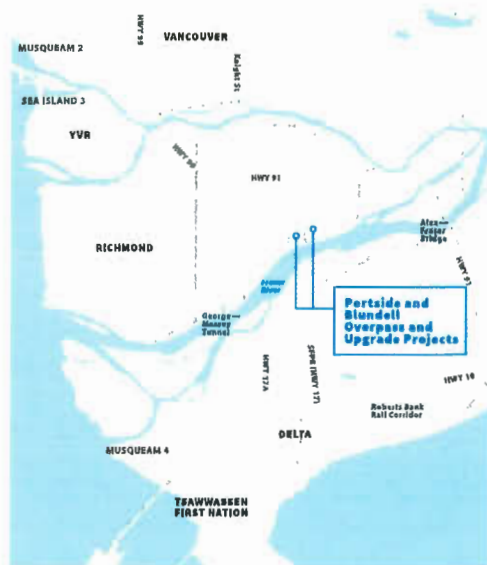 HWY 99
VANCOUVER
MUSQUEAM 2
Knight St
SEA ISLAND 3
YVR
HWY 99
HWY 91
RICHMOND
Alex
Fraser
Bridge
HWY 91
Fraser
River
George
Massey
Tunnel
Portside and
Blundell
Overpass and
Upgrade Projects
HWY 17A
SFPR (HWY 17)
HWY 10
Roberts Bank
Rail Corridor
DELTA
MUSQUEAM 4
TSAWWASSEN
FIRST NATION